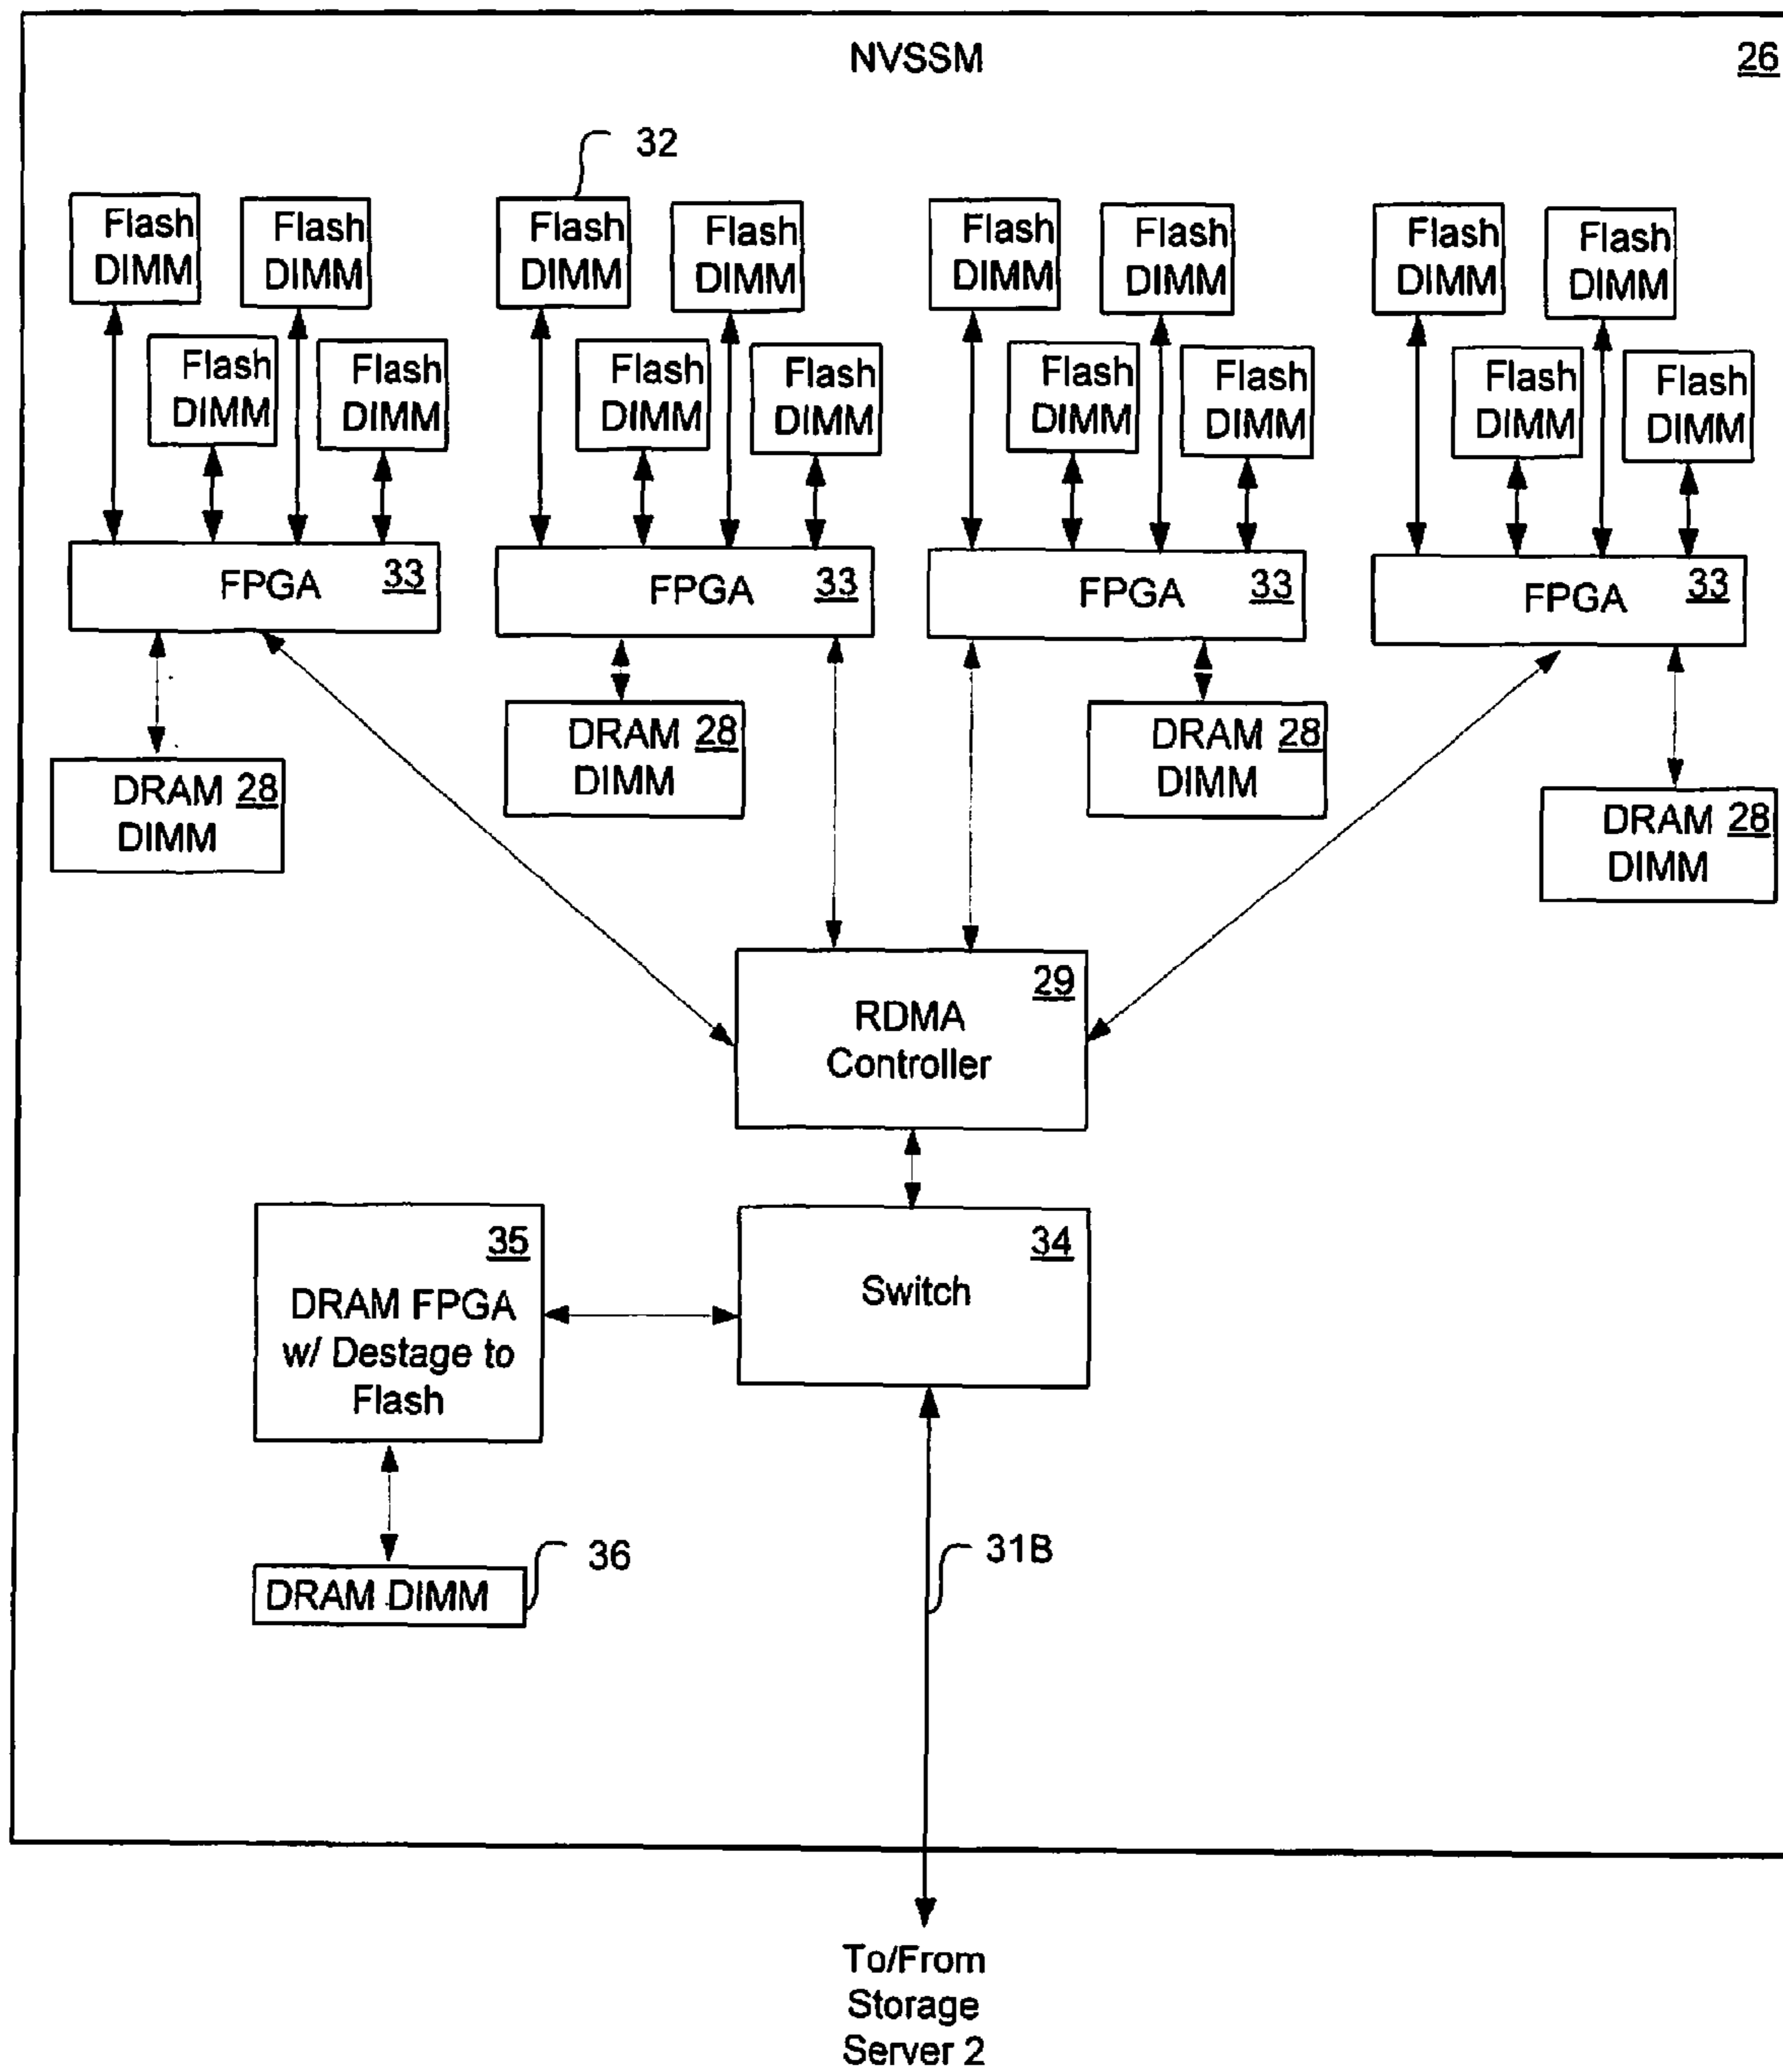 NVSSM
26
32
Flash
DIMM
Flash
DIMM
Flash
DIMM
Flash
DIMM
Flash
DIMM
Flash
DIMM
Flash
DIMM
Flash
DIMM
Flash
DIMM
Flash
DIMM
Flash
DIMM
Flash
DIMM
Flash
DIMM
Flash
DIMM
Flash
DIMM
Flash
DIMM
FPGA 33
FPGA 33
FPGA 33
FPGA 33
DRAM 28
DIMM
DRAM 28
DIMM
DRAM 28
DIMM
DRAM 28
DIMM
29
RDMA
Controller
35
DRAM FPGA
w/ Destage to
Flash
34
Switch
36
DRAM DIMM
31B
To/From
Storage
Server 2